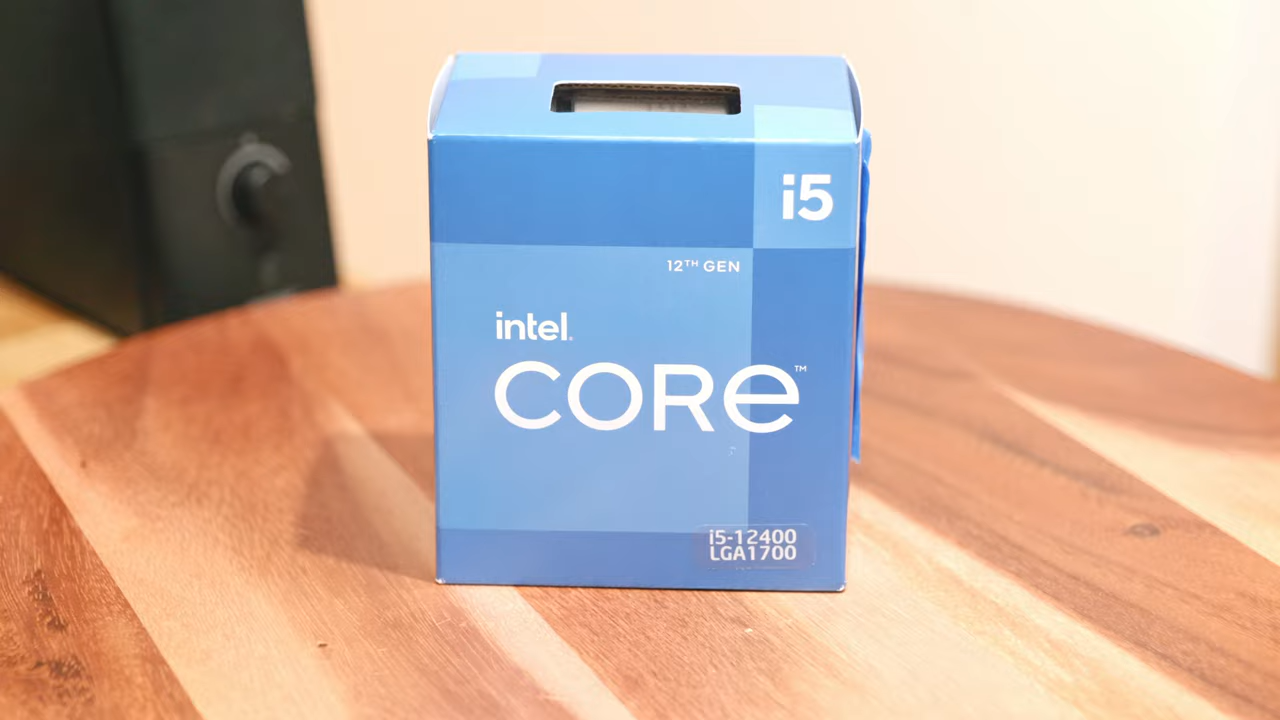 i5
12TH GEN
intel.
CORE™
i5-12400
LGA1700